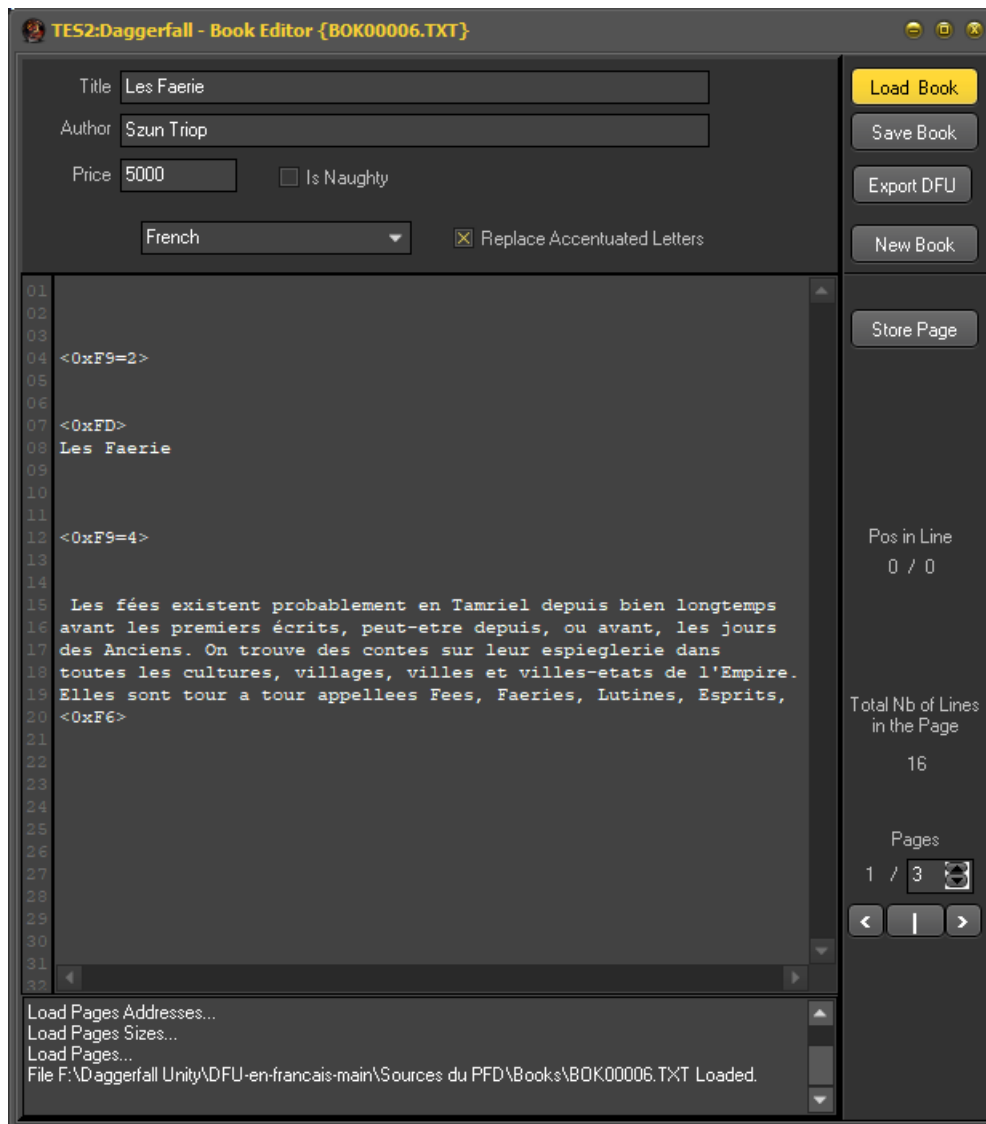 TES2:Daggerfall - Book Editor {BOK00006.TXT}
Title Les Faerie
Load Book
Author Szun Triop
Save Book
Price 5000
Is Naughty
Export DFU
French
Replace Accentuated Letters
New Book
01
02
03
04 <0xF9=2>
05
06
07 <0xFD>
08 Les Faerie
09
10
11
12 <0xF9=4>
13
14
15 Les fées existent probablement en Tamriel depuis bien longtemps
16 avant les premiers écrits, peut-etre depuis, ou avant, les jours
17 des Anciens. On trouve des contes sur leur espieglerie dans
18 toutes les cultures, villages, villes et villes-etats de l'Empire.
19 Elles sont tour a tour appellees Fees, Faeries, Lutines, Esprits,
20 <0xF6>
21
22
23
24
25
26
27
28
29
30
31
32
Store Page
Pos in Line
0 / 0
Total Nb of Lines
in the Page
16
Pages
1 / 3
< | >
Load Pages Addresses...
Load Pages Sizes...
Load Pages...
File F:\Daggerfall Unity\DFU-en-francais-main\Sources du PFD\Books\BOK00006.TXT Loaded.